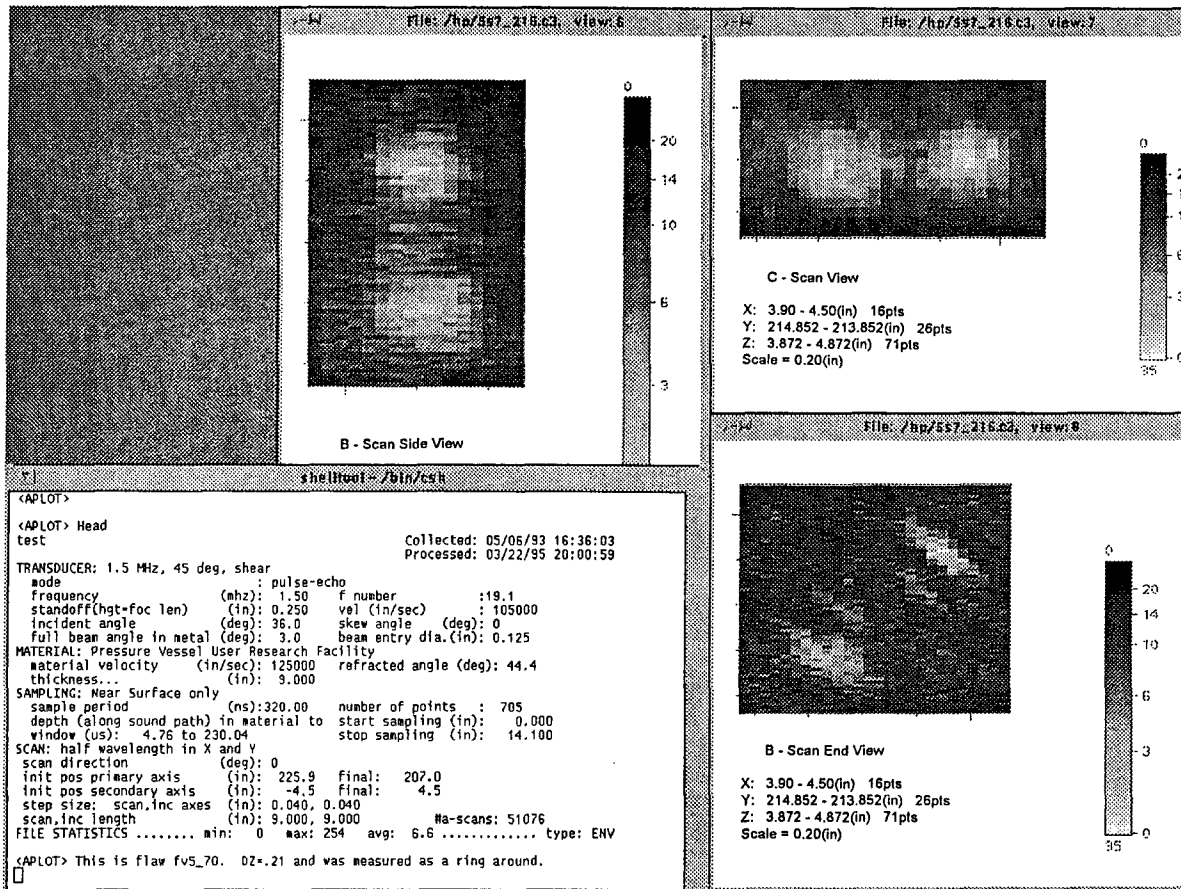 File: /hp/5s7_216.c3, view:6
0
20
14
10
6
3
B - Scan Side View
File: /hp/5s7_216.c3, view:7
0
6
3
0
35
C - Scan View
X: 3.90 - 4.50(in) 16pts
Y: 214.852 - 213.852(in) 26pts
Z: 3.872 - 4.872(in) 71pts
Scale = 0.20(in)
File: /hp/5s7_216.c3, view:8
0
20
14
10
6
3
0
35
B - Scan End View
X: 3.90 - 4.50(in) 16pts
Y: 214.852 - 213.852(in) 26pts
Z: 3.872 - 4.872(in) 71pts
Scale = 0.20(in)
shelltool - /bin/csh
<APLOT>
<APLOT> Head
test Collected: 05/06/93 16:36:03
Processed: 03/22/95 20:00:59
TRANSDUCER: 1.5 MHz, 45 deg, shear
mode : pulse-echo
frequency (mhz): 1.50 f number :19.1
standoff(hgt=foc len) (in): 0.250 vel (in/sec) : 105000
incident angle (deg): 36.0 skew angle (deg): 0
full beam angle in metal (deg): 3.0 beam entry dia.(in): 0.125
MATERIAL: Pressure Vessel User Research Facility
material velocity (in/sec): 125000 refracted angle (deg): 44.4
thickness... (in): 9.000
SAMPLING: Near Surface only
sample period (ns):320.00 number of points : 705
depth (along sound path) in material to start sampling (in): 0.000
window (us): 4.76 to 230.04 stop sampling (in): 14.100
SCAN: half wavelength in X and Y
scan direction (deg): 0
init pos primary axis (in): 225.9 final: 207.0
init pos secondary axis (in): -4.5 final: 4.5
step size: scan,inc axes (in): 0.040, 0.040
scan,inc length (in): 9.000, 9.000 #a-scans: 51076
FILE STATISTICS ........ min: 0 max: 254 avg: 6.6 ............. type: ENV
<APLOT> This is flaw fv5_70. DZ=.21 and was measured as a ring around.